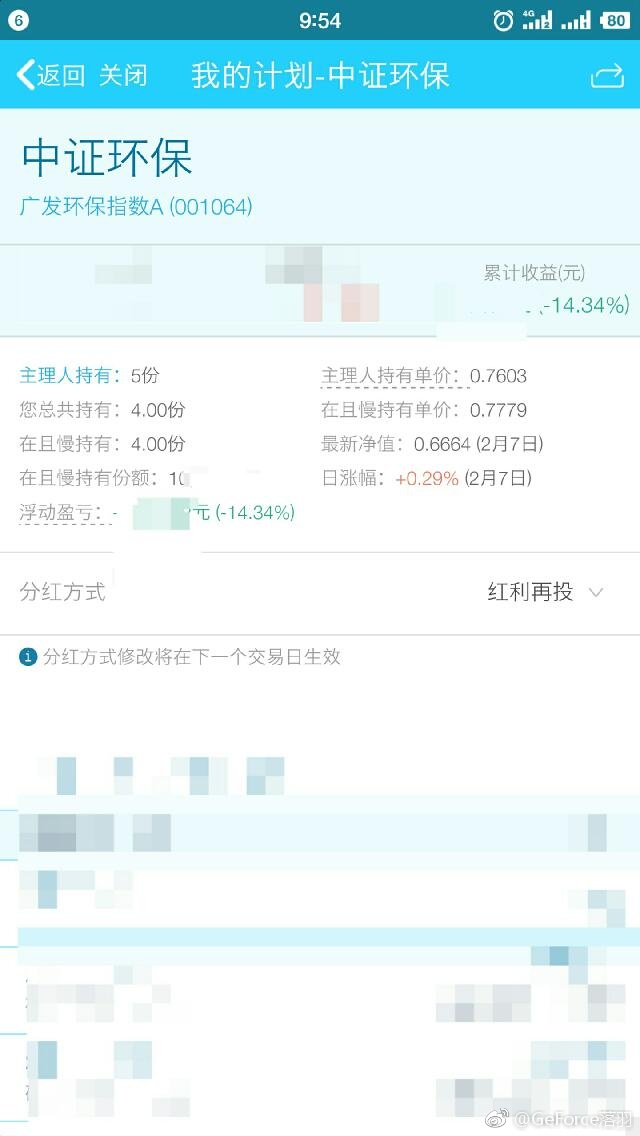 6 9:54 4G 2 80
返回 关闭 我的计划-中证环保
中证环保
广发环保指数A (001064)
累计收益(元)
(-14.34%)
主理人持有：5份 主理人持有单价：0.7603
您总共持有：4.00份 在且慢持有单价：0.7779
在且慢持有：4.00份 最新净值：0.6664 (2月7日)
在且慢持有份额：10 日涨幅：+0.29% (2月7日)
浮动盈亏：- 元 (-14.34%)
分红方式 红利再投
分红方式修改将在下一个交易日生效
@GeForce落羽